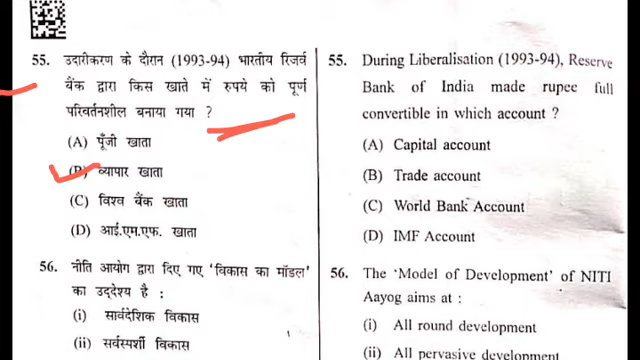 55. उदारीकरण के दौरान (1993-94) भारतीय रिजर्व
बैंक द्वारा किस खाते में रुपये को पूर्ण
परिवर्तनशील बनाया गया ?
(A) पूँजी खाता
(B) व्यापार खाता
(C) विश्व बैंक खाता
(D) आई.एम.एफ. खाता
56. नीति आयोग द्वारा दिए गए 'विकास का मॉडल'
का उद्देश्य है :
(i) सार्वदेशिक विकास
(ii) सर्वस्पर्शी विकास
55. During Liberalisation (1993-94), Reserve
Bank of India made rupee full
convertible in which account ?
(A) Capital account
(B) Trade account
(C) World Bank Account
(D) IMF Account
56. The 'Model of Development' of NITI
Aayog aims at :
(i) All round development
(ii) All pervasive development